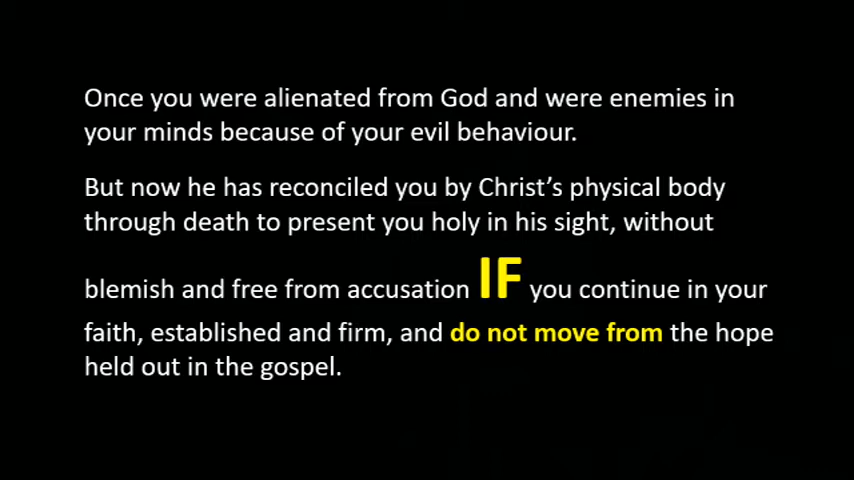 Once you were alienated from God and were enemies in
your minds because of your evil behaviour.
But now he has reconciled you by Christ’s physical body
through death to present you holy in his sight, without
blemish and free from accusation IF you continue in your
faith, established and firm, and do not move from the hope
held out in the gospel.